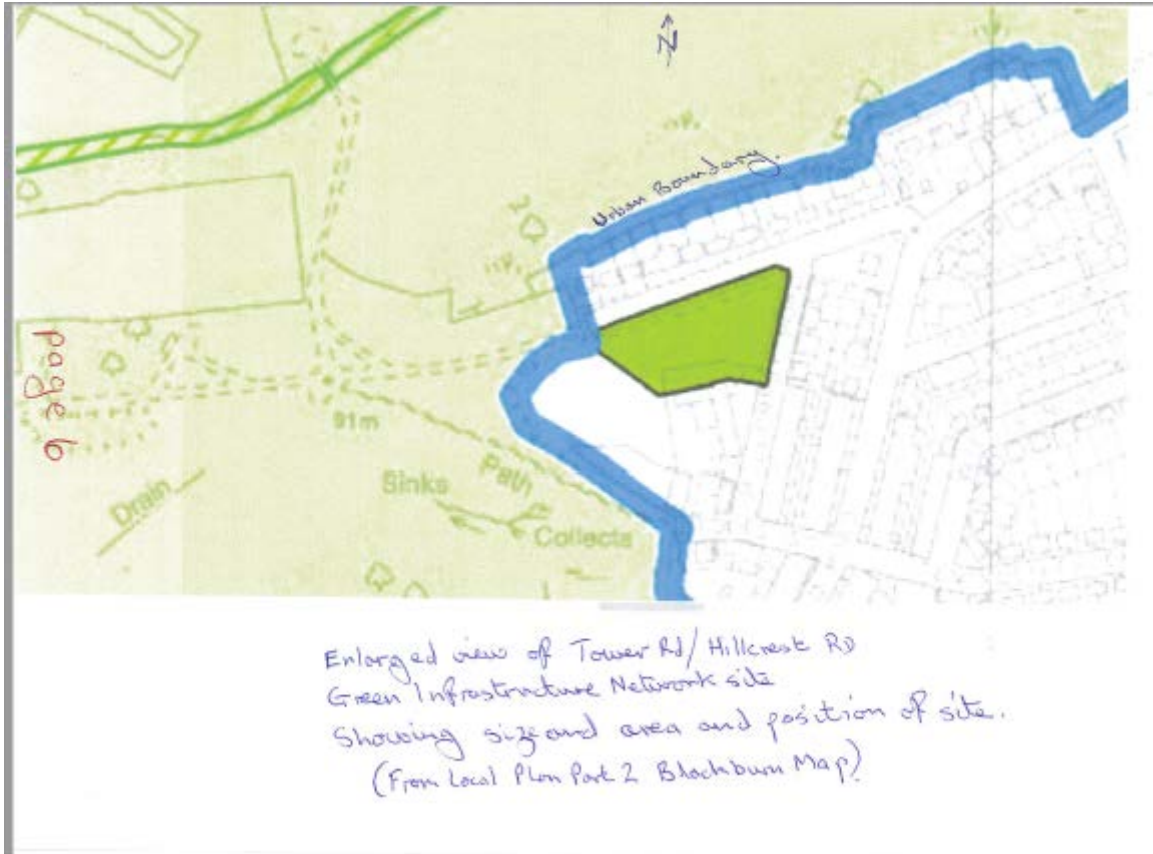 N
Urban Boundary.
page 6
91m
Drain
Sinks
Path
Collects
Enlarged view of Tower Rd/ Hillcrest RD
Green Infrastructure Network site
Showing size and area and position of site.
(From Local Plan Part 2 Blackburn Map)